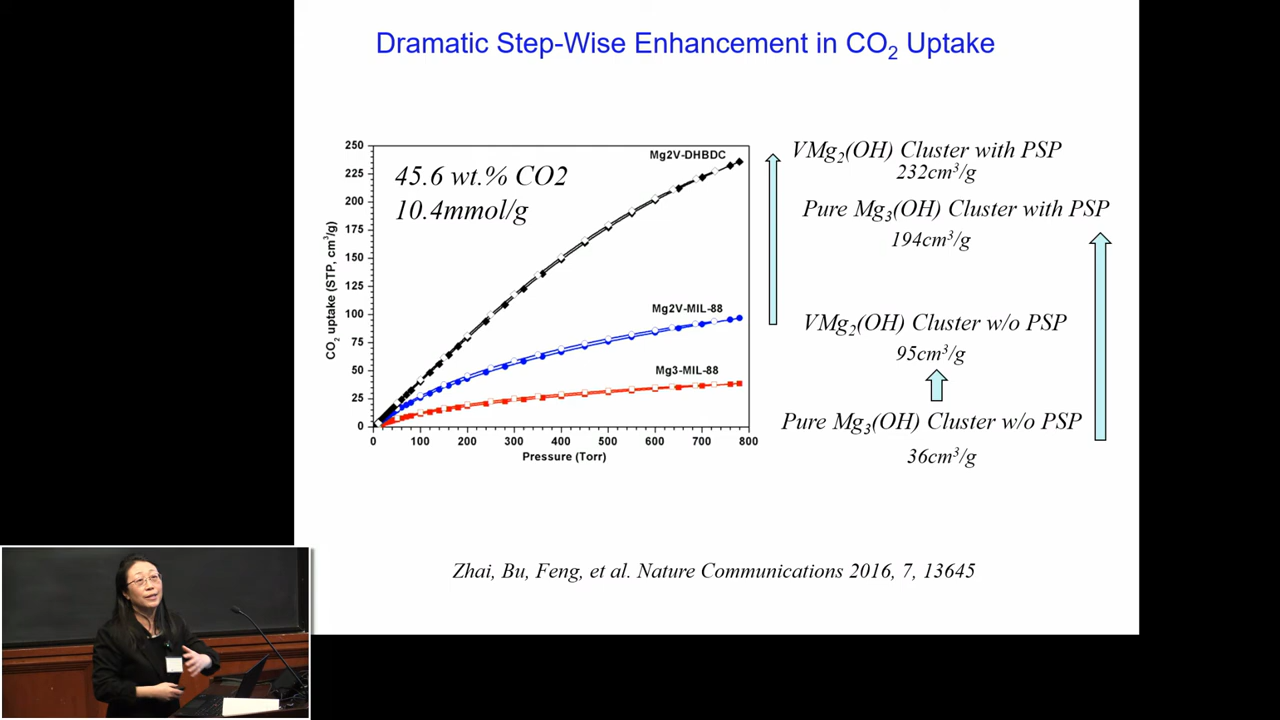 Dramatic Step-Wise Enhancement in CO₂ Uptake
250
225
200
175
150
125
100
75
50
25
0
CO₂ uptake (STP, cm³/g)
45.6 wt.% CO2
10.4mmol/g
Mg2V-DHBDC
Mg2V-MIL-88
Mg3-MIL-88
0 100 200 300 400 500 600 700 800
Pressure (Torr)
VMg₂(OH) Cluster with PSP
232cm³/g
Pure Mg₃(OH) Cluster with PSP
194cm³/g
VMg₂(OH) Cluster w/o PSP
95cm³/g
Pure Mg₃(OH) Cluster w/o PSP
36cm³/g
Zhai, Bu, Feng, et al. Nature Communications 2016, 7, 13645